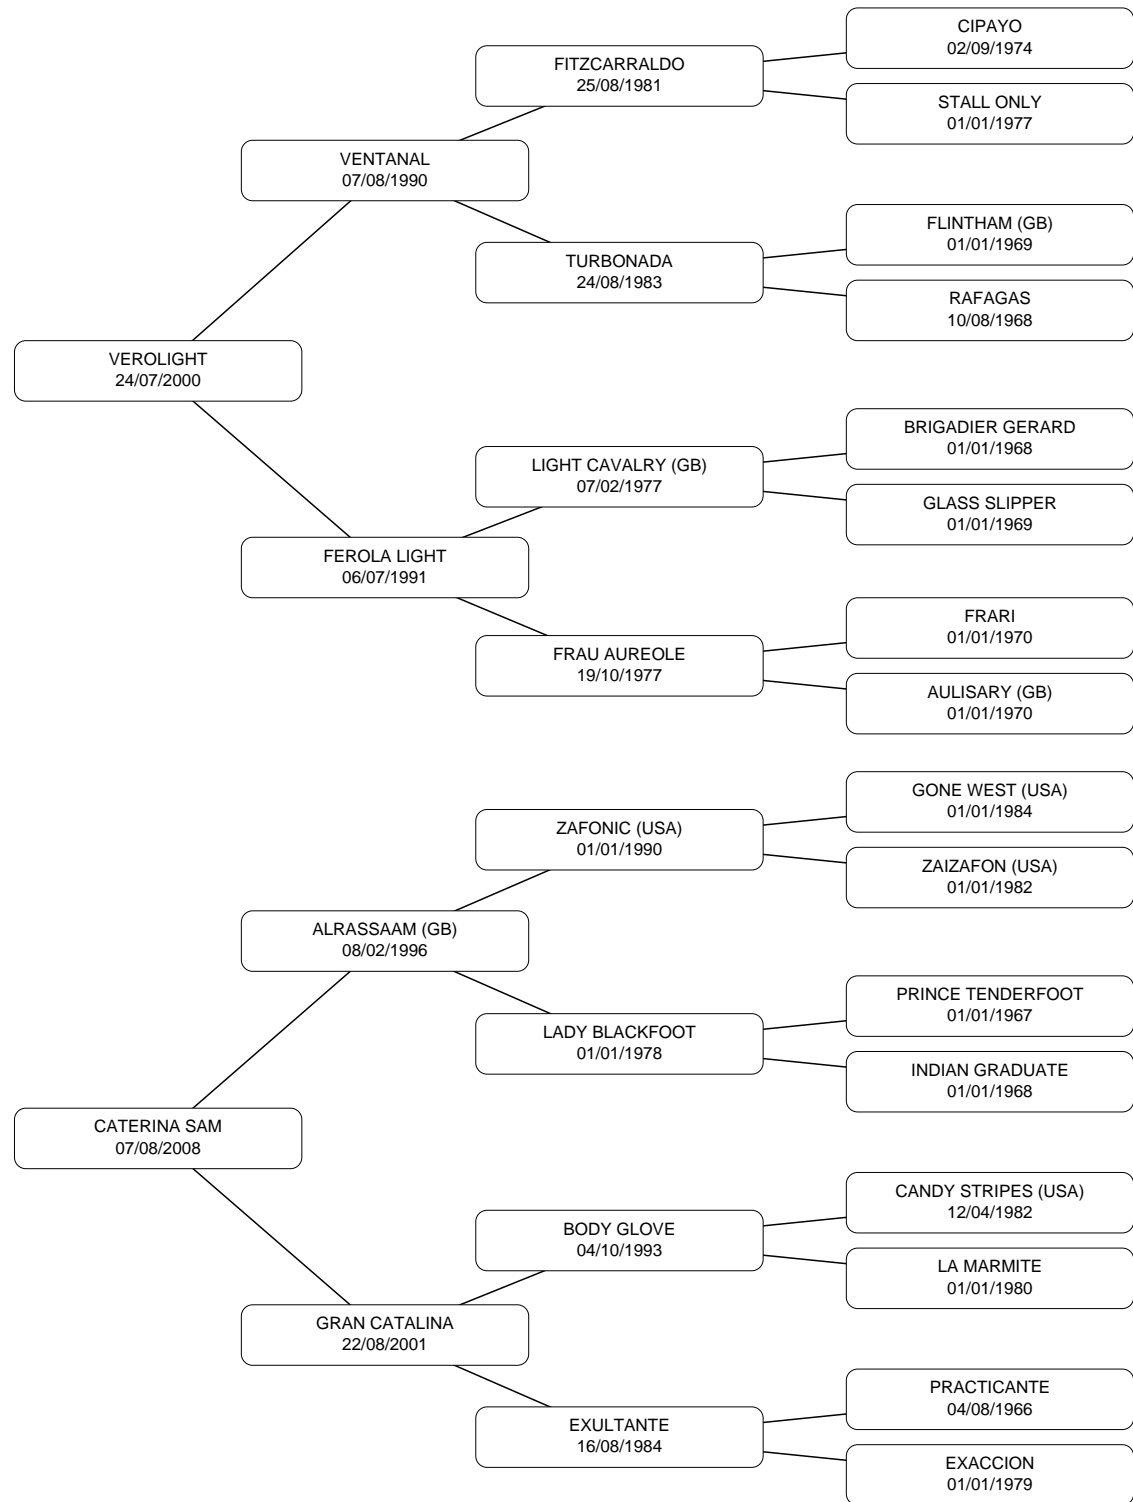 CIPAYO
02/09/1974
FITZCARRALDO
25/08/1981
STALL ONLY
01/01/1977
VENTANAL
07/08/1990
FLINTHAM (GB)
01/01/1969
TURBONADA
24/08/1983
RAFAGAS
10/08/1968
VEROLIGHT
24/07/2000
BRIGADIER GERARD
01/01/1968
LIGHT CAVALRY (GB)
07/02/1977
GLASS SLIPPER
01/01/1969
FEROLA LIGHT
06/07/1991
FRARI
01/01/1970
FRAU AUREOLE
19/10/1977
AULISARY (GB)
01/01/1970
GONE WEST (USA)
01/01/1984
ZAFONIC (USA)
01/01/1990
ZAIZAFON (USA)
01/01/1982
ALRASSAAM (GB)
08/02/1996
PRINCE TENDERFOOT
01/01/1967
LADY BLACKFOOT
01/01/1978
INDIAN GRADUATE
01/01/1968
CATERINA SAM
07/08/2008
CANDY STRIPES (USA)
12/04/1982
BODY GLOVE
04/10/1993
LA MARMITE
01/01/1980
GRAN CATALINA
22/08/2001
PRACTICANTE
04/08/1966
EXULTANTE
16/08/1984
EXACCION
01/01/1979